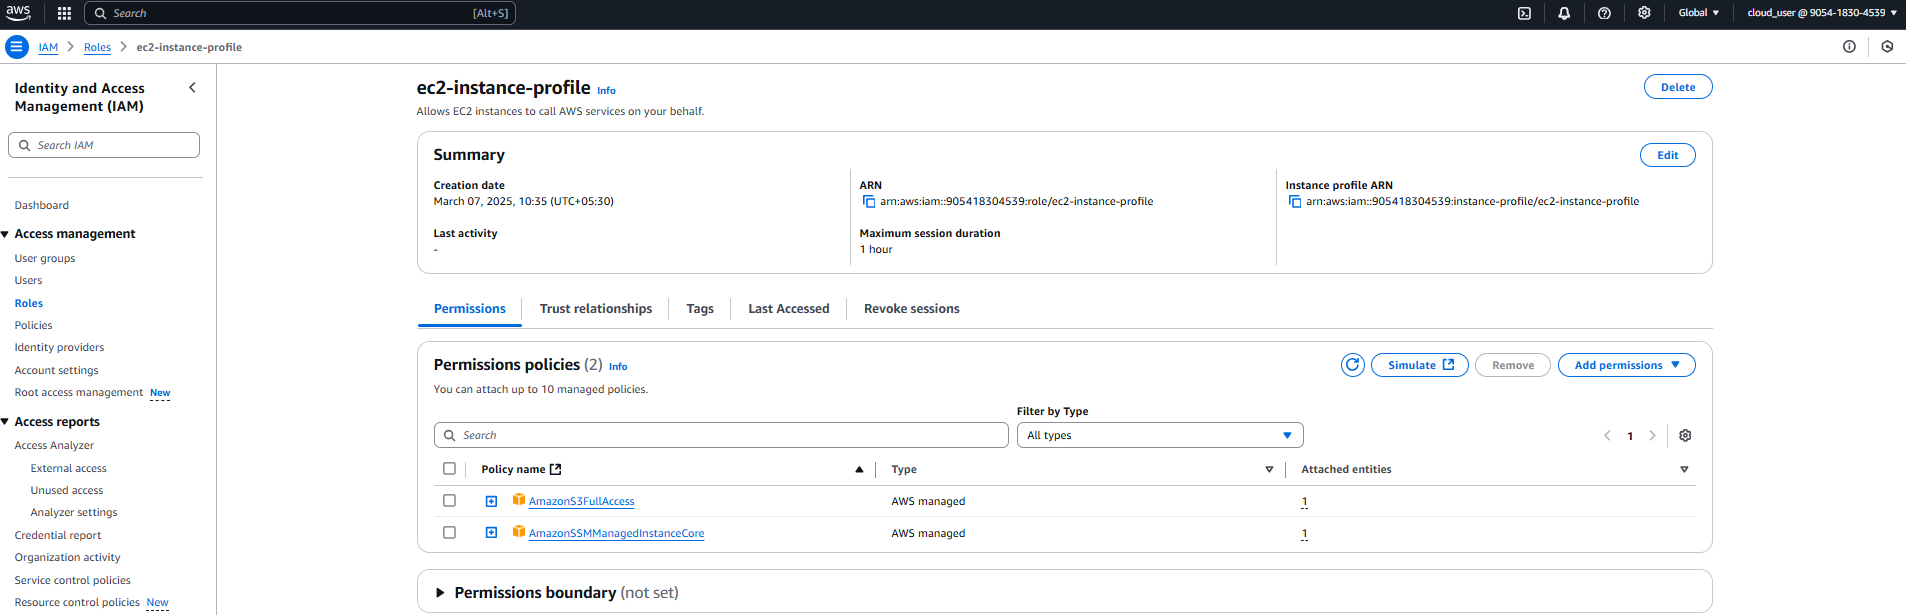 aws Search [Alt+S] Global cloud_user @ 9054-1830-4539
IAM Roles ec2-instance-profile
Identity and Access Management (IAM)
Search IAM
Dashboard
Access management
User groups
Users
Roles
Policies
Identity providers
Account settings
Root access management New
Access reports
Access Analyzer
External access
Unused access
Analyzer settings
Credential report
Organization activity
Service control policies
Resource control policies New
ec2-instance-profile Info Delete
Allows EC2 instances to call AWS services on your behalf.
Summary Edit
Creation date
March 07, 2025, 10:35 (UTC+05:30)
Last activity
-
ARN
arn:aws:iam::905418304539:role/ec2-instance-profile
Maximum session duration
1 hour
Instance profile ARN
arn:aws:iam::905418304539:instance-profile/ec2-instance-profile
Permissions Trust relationships Tags Last Accessed Revoke sessions
Permissions policies (2) Info Simulate Remove Add permissions
You can attach up to 10 managed policies.
Filter by Type
Search All types 1
Policy name Type Attached entities
AmazonS3FullAccess AWS managed 1
AmazonSSMManagedInstanceCore AWS managed 1
Permissions boundary (not set)